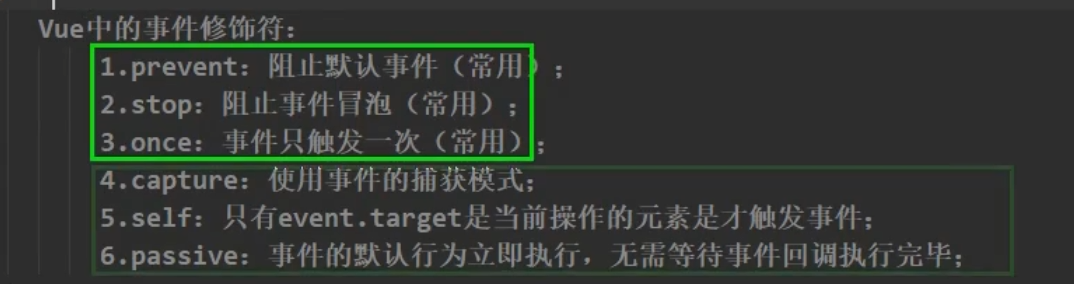 Vue中的事件修饰符：
1.prevent：阻止默认事件（常用）；
2.stop：阻止事件冒泡（常用）；
3.once：事件只触发一次（常用）；
4.capture：使用事件的捕获模式；
5.self：只有event.target是当前操作的元素是才触发事件；
6.passive：事件的默认行为立即执行，无需等待事件回调执行完毕；